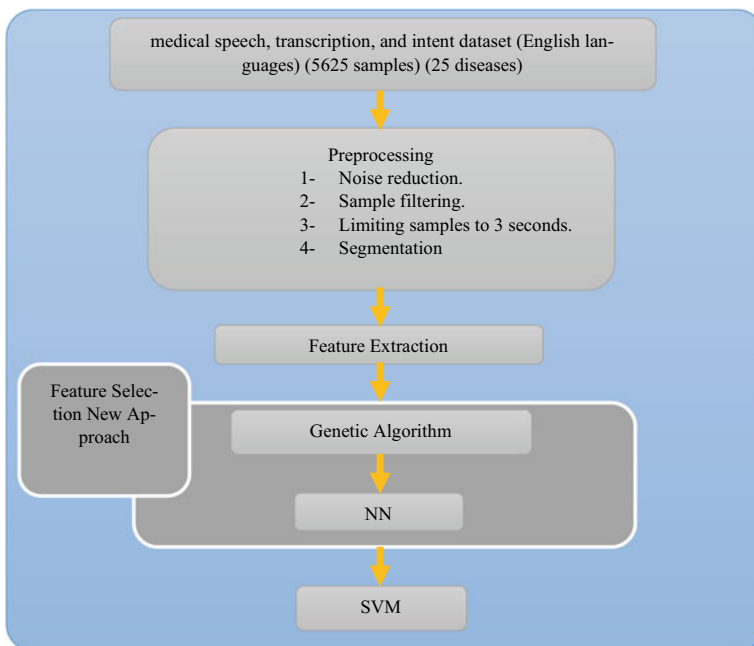 medical speech, transcription, and intent dataset (English lan-
guages) (5625 samples) (25 diseases)
Preprocessing
1- Noise reduction.
2- Sample filtering.
3- Limiting samples to 3 seconds.
4- Segmentation
Feature Extraction
Feature Selec-
tion New Ap-
proach
Genetic Algorithm
NN
SVM